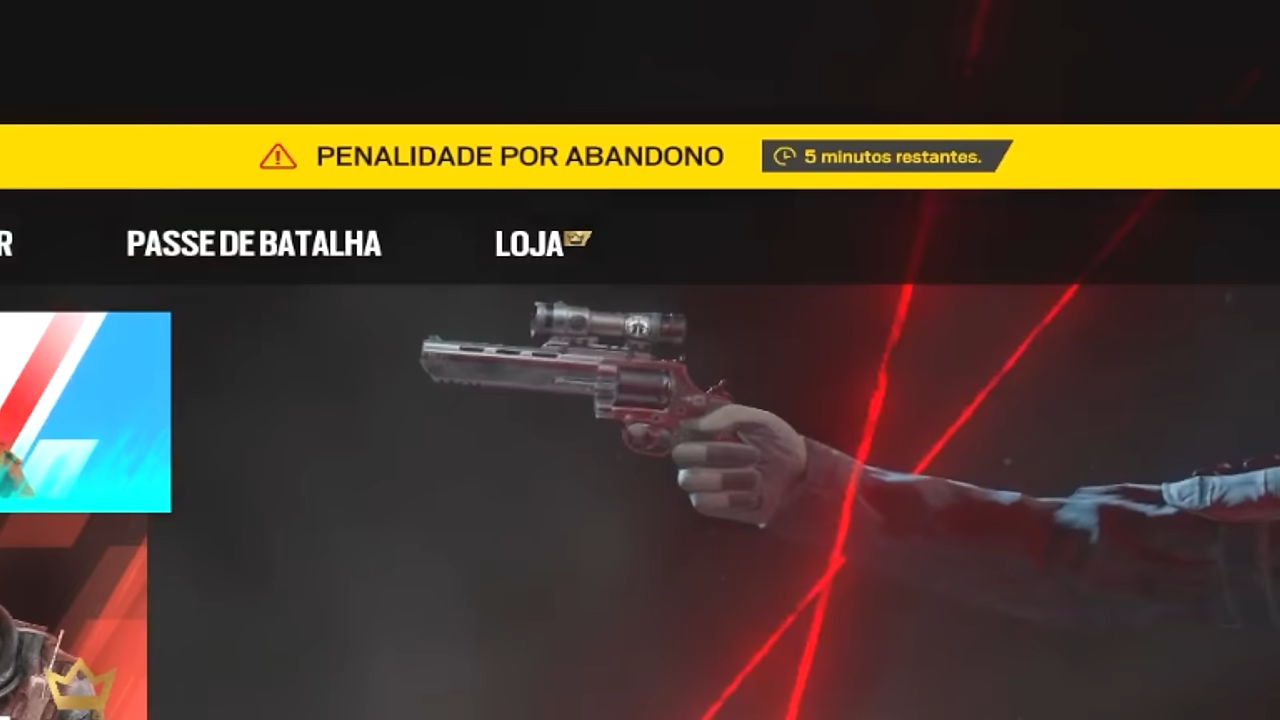 PENALIDADE POR ABANDONO 5 minutos restantes.
R PASSE DE BATALHA LOJA